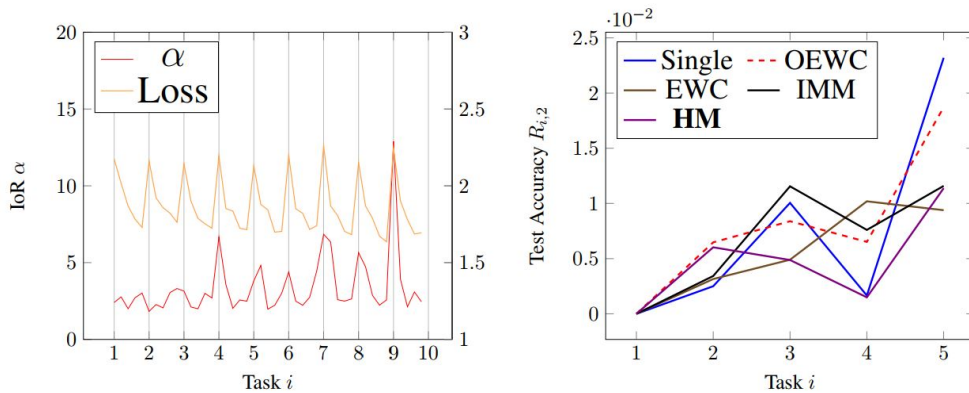 20
15
10
5
0
IoR α
α
Loss
3
2.5
2
1.5
1
1 2 3 4 5 6 7 8 9 10
Task i
·10⁻²
2.5
2
1.5
1
0.5
0
Test Accuracy R_{i,2}
Single OEWC
EWC IMM
HM
1 2 3 4 5
Task i